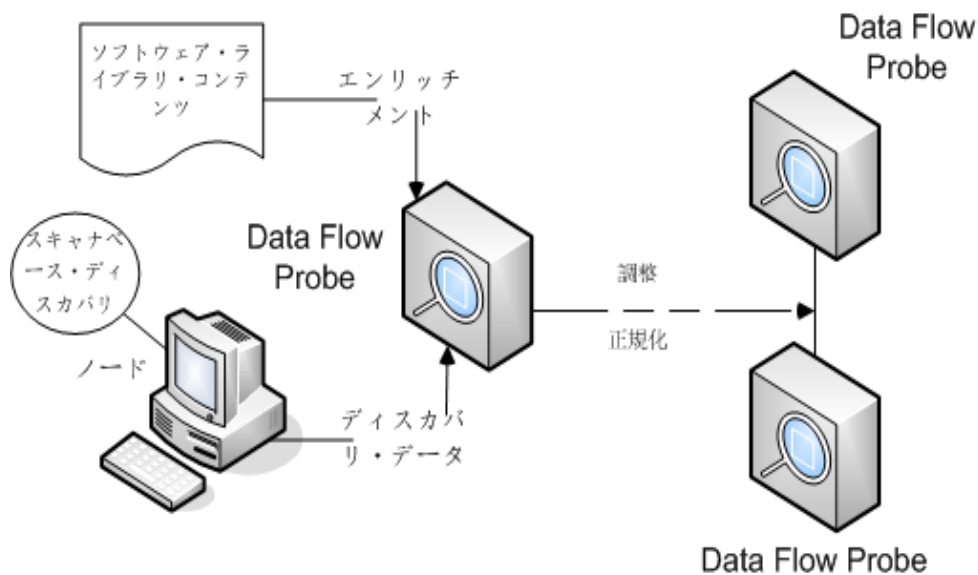 ソフトウェア・ラ
イブラリ・コンテ
ンツ
エンリッチ
メント
Data Flow
Probe
スキャナベ
ース・ディ
スカバリ
Data Flow
Probe
調整
正規化
ノード
ディスカバ
リ・データ
Data Flow Probe